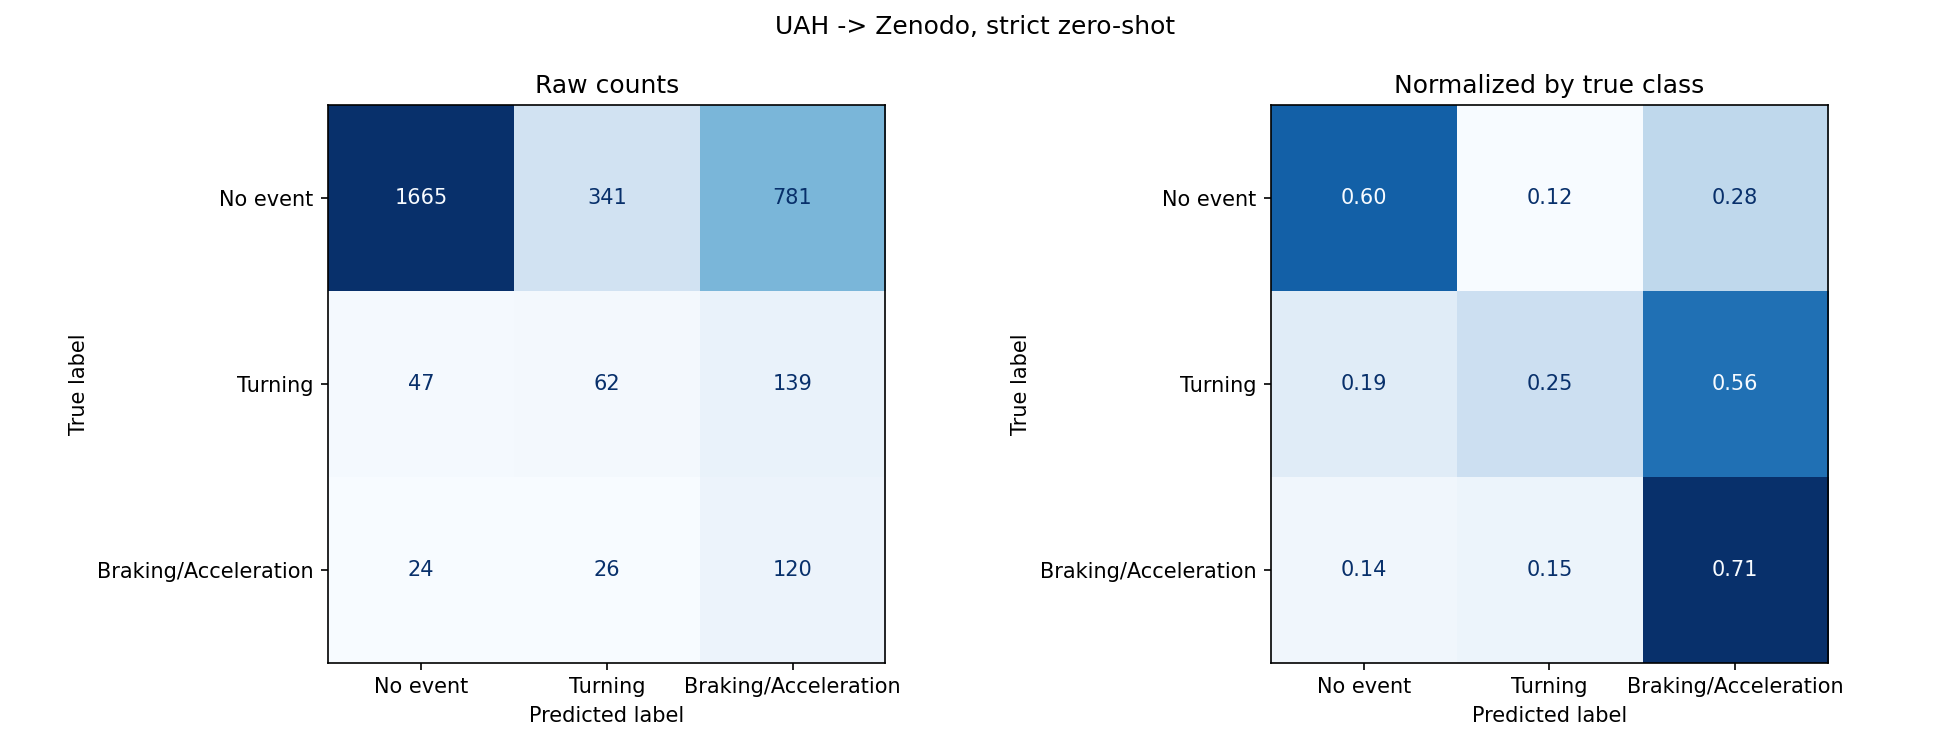 UAH -> Zenodo, strict zero-shot
Raw counts
True label
No event
1665
341
781
Turning
47
62
139
Braking/Acceleration
24
26
120
No event
Turning
Braking/Acceleration
Predicted label
Normalized by true class
True label
No event
0.60
0.12
0.28
Turning
0.19
0.25
0.56
Braking/Acceleration
0.14
0.15
0.71
No event
Turning
Braking/Acceleration
Predicted label